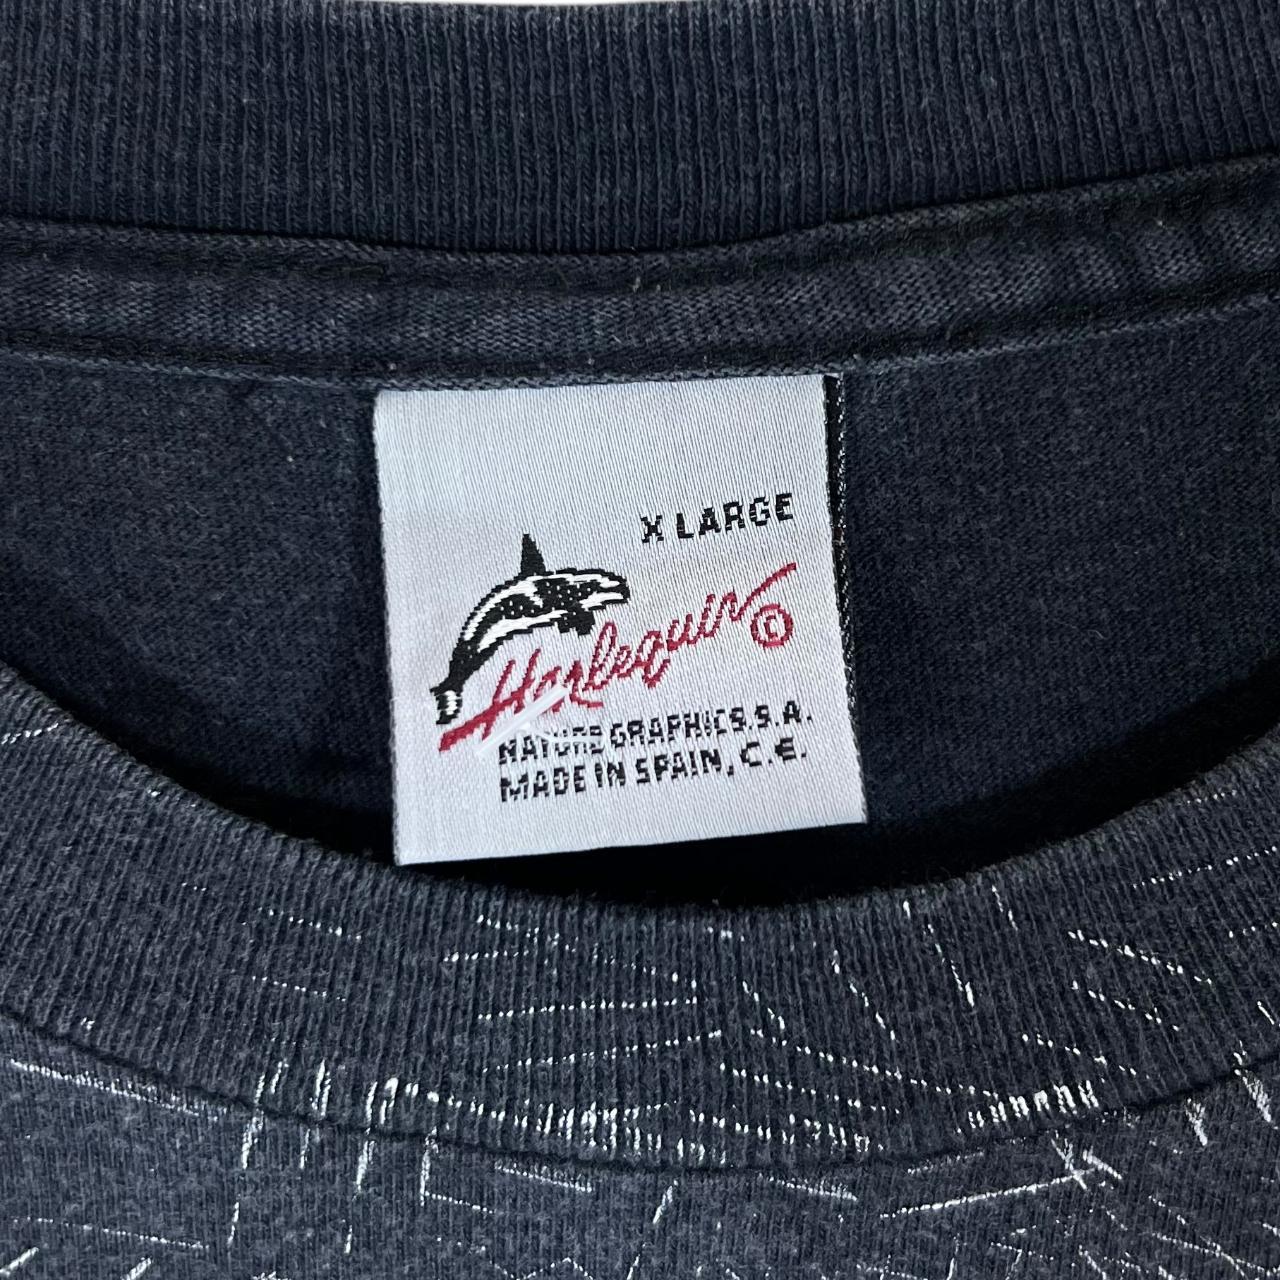 X LARGE
Harlequin ©
NATURE GRAPHICS.S.A.
MADE IN SPAIN, C.E.